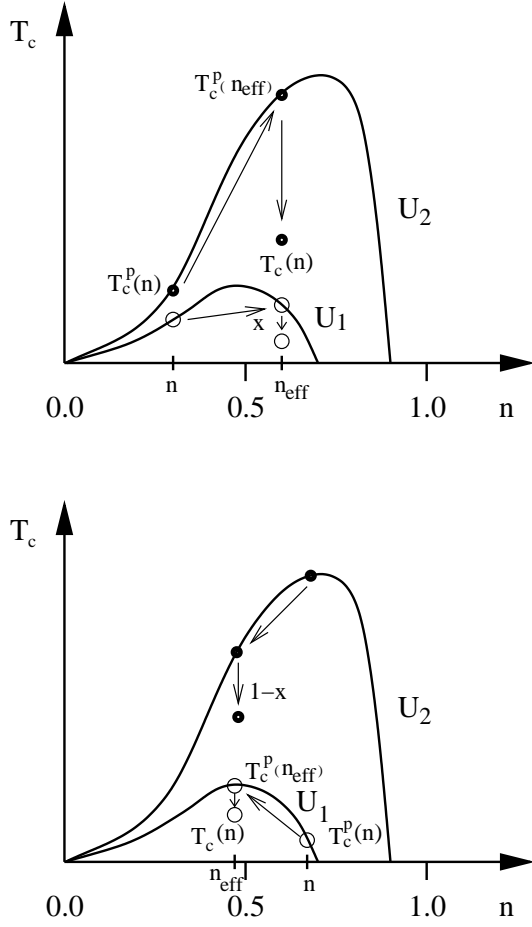 T_c
T_c^p(n_eff)
U_2
T_c^p(n)
T_c(n)
x
U_1
n
n_eff
0.0
0.5
1.0
n
T_c
1−x
U_2
T_c^p(n_eff)
U_1
T_c(n)
T_c^p(n)
n_eff
n
0.0
0.5
1.0
n